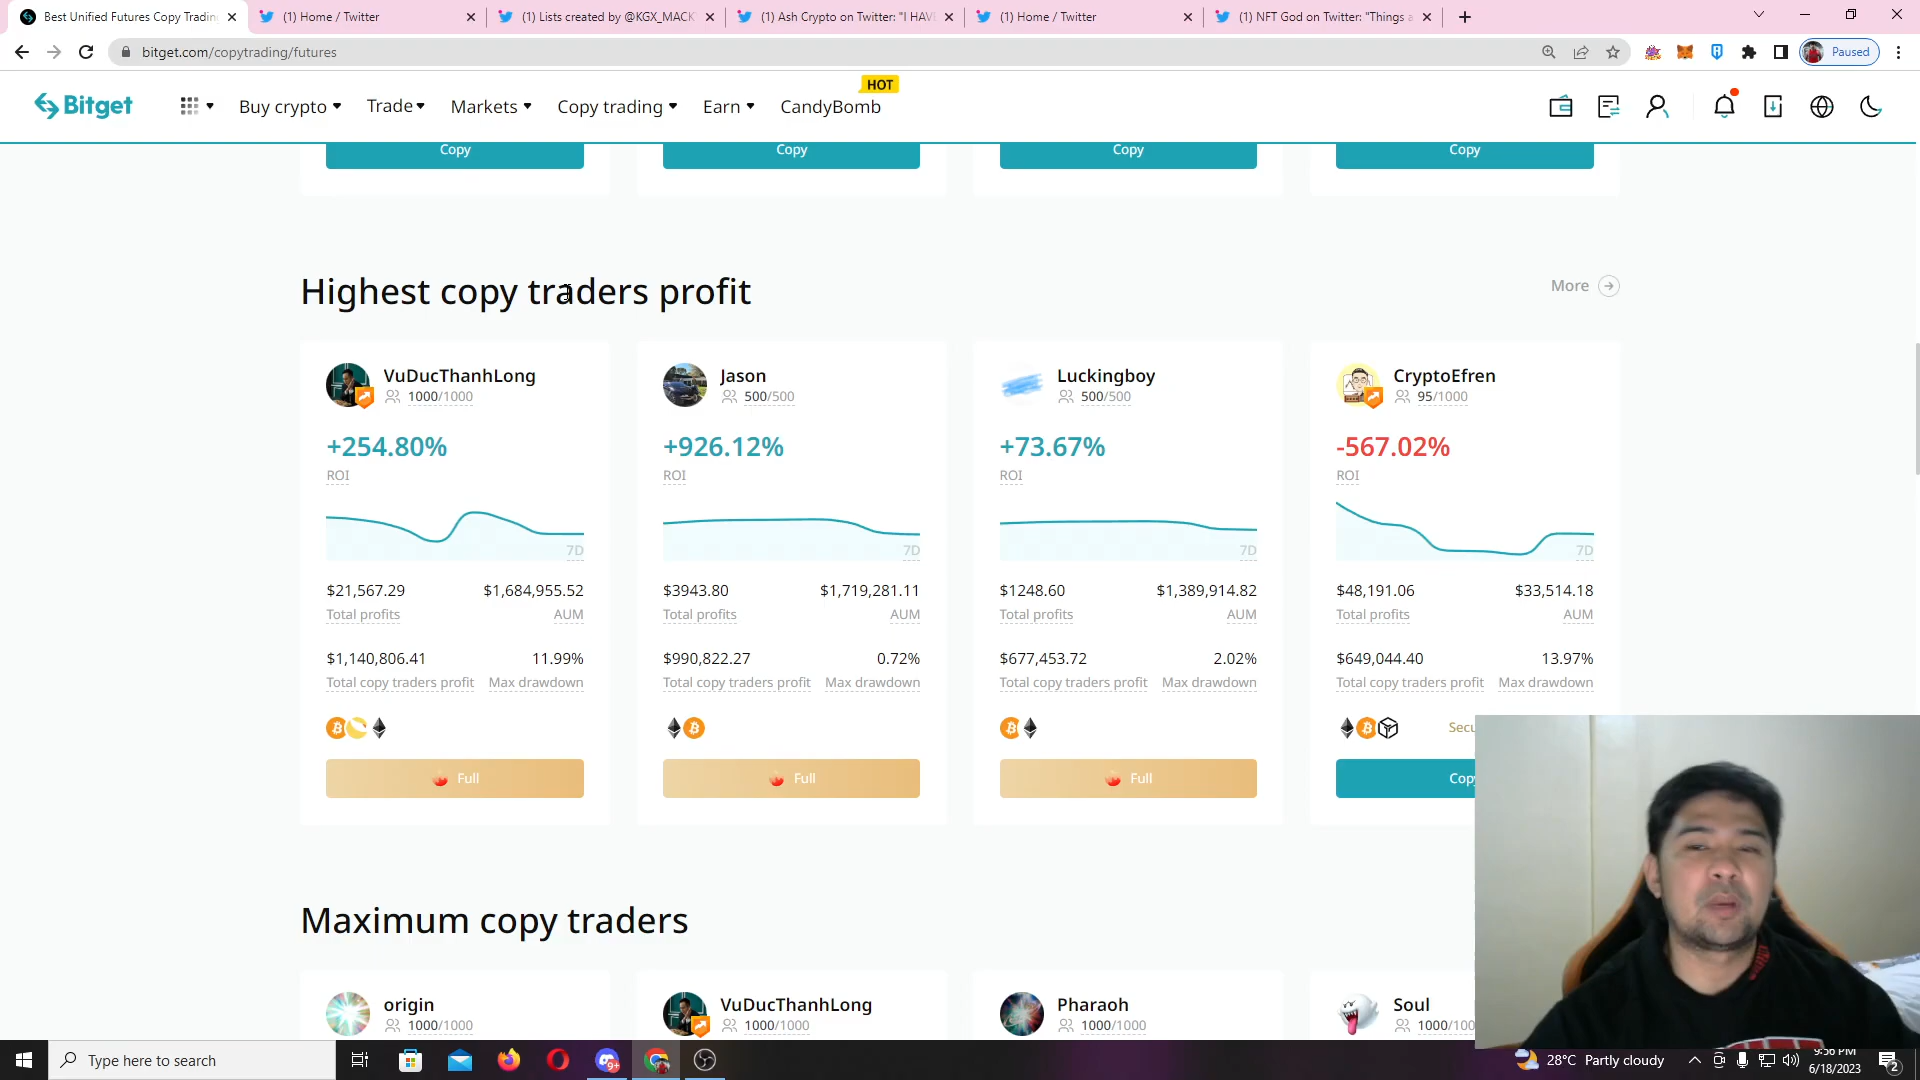 Best Unified Futures Copy Tradin
(1) Home / Twitter
(1) Lists created by @KGX_MACK
(1) Ash Crypto on Twitter: "I HAV
(1) Home / Twitter
(1) NFT God on Twitter: "Things a
bitget.com/copytrading/futures
Paused
Bitget
Buy crypto
Trade
Markets
Copy trading
Earn
CandyBomb
HOT
Copy
Copy
Copy
Copy
Highest copy traders profit
More
VuDucThanhLong
1000/1000
+254.80%
ROI
7D
$21,567.29
$1,684,955.52
Total profits
AUM
$1,140,806.41
11.99%
Total copy traders profit
Max drawdown
Full
Jason
500/500
+926.12%
ROI
7D
$3943.80
$1,719,281.11
Total profits
AUM
$990,822.27
0.72%
Total copy traders profit
Max drawdown
Full
Luckingboy
500/500
+73.67%
ROI
7D
$1248.60
$1,389,914.82
Total profits
AUM
$677,453.72
2.02%
Total copy traders profit
Max drawdown
Full
CryptoEfren
95/1000
-567.02%
ROI
7D
$48,191.06
$33,514.18
Total profits
AUM
$649,044.40
13.97%
Total copy traders profit
Max drawdown
Secu
Cop
Maximum copy traders
origin
1000/1000
VuDucThanhLong
1000/1000
Pharaoh
1000/1000
Soul
1000/100
Type here to search
9+
28°C Partly cloudy
9:56 PM
6/18/2023
2